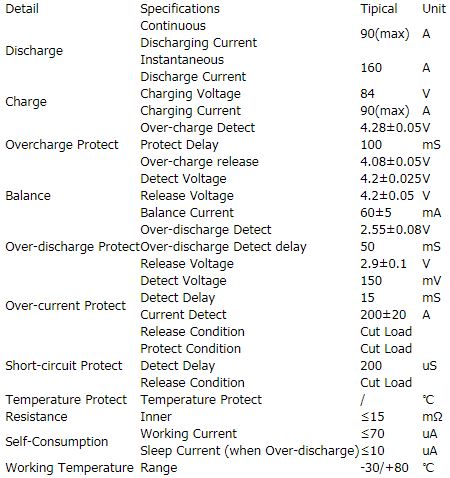 Detail Specifications Tipical Unit
Discharge Continuous Discharging Current 90(max) A
Instantaneous Discharge Current 160 A
Charge Charging Voltage 84 V
Charging Current 90(max) A
Overcharge Protect Over-charge Detect 4.28±0.05V
Protect Delay 100 mS
Over-charge release 4.08±0.05V
Balance Detect Voltage 4.2±0.025V
Release Voltage 4.2±0.05 V
Balance Current 60±5 mA
Over-discharge Protect Over-discharge Detect 2.55±0.08V
Over-discharge Detect delay 50 mS
Release Voltage 2.9±0.1 V
Over-current Protect Detect Voltage 150 mV
Detect Delay 15 mS
Current Detect 200±20 A
Release Condition Cut Load
Short-circuit Protect Protect Condition Cut Load
Detect Delay 200 uS
Release Condition Cut Load
Temperature Protect Temperature Protect / ℃
Resistance Inner ≤15 mΩ
Self-Consumption Working Current ≤70 uA
Sleep Current (when Over-discharge) ≤10 uA
Working Temperature Range -30/+80 ℃